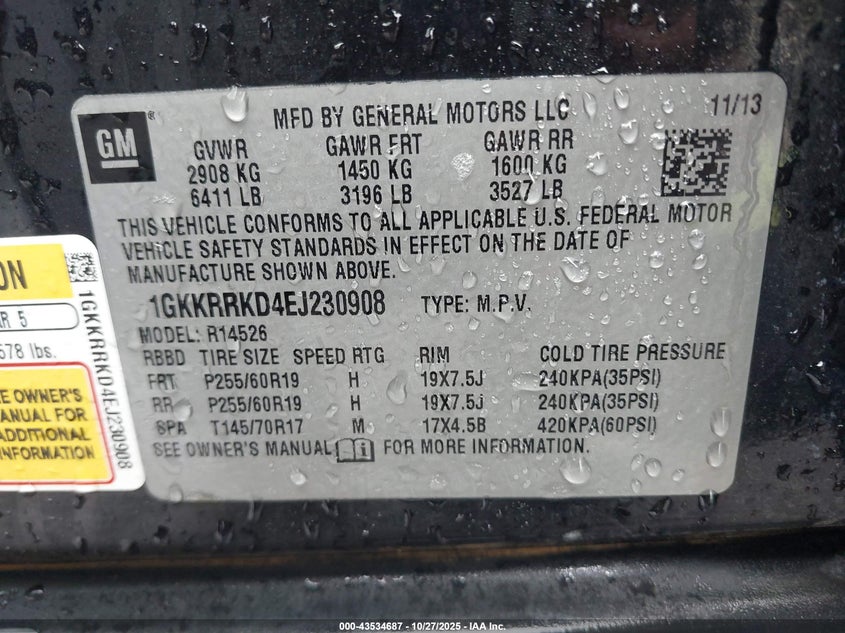 MFD BY GENERAL MOTORS LLC 11/13
GM®
GVWR GAWR FRT GAWR RR
2908 KG 1450 KG 1600 KG
6411 LB 3196 LB 3527 LB
THIS VEHICLE CONFORMS TO ALL APPLICABLE U.S. FEDERAL MOTOR
VEHICLE SAFETY STANDARDS IN EFFECT ON THE DATE OF
MANUFACTURE SHOWN ABOVE.
1GKKRRKD4EJ230908 TYPE: M.P.V.
MODEL: R14526
RBBD TIRE SIZE SPEED RTG RIM COLD TIRE PRESSURE
FRT P255/60R19 H 19X7.5J 240KPA(35PSI)
RR P255/60R19 H 19X7.5J 240KPA(35PSI)
SPA T145/70R17 M 17X4.5B 420KPA(60PSI)
SEE OWNER'S MANUAL FOR MORE INFORMATION.
ON
R 5
578 lbs.
E OWNER'S
MANUAL FOR
ADDITIONAL
INFORMATION
1GKKRRKD4EJ230908
000-43534687 - 10/27/2025 - IAA Inc.